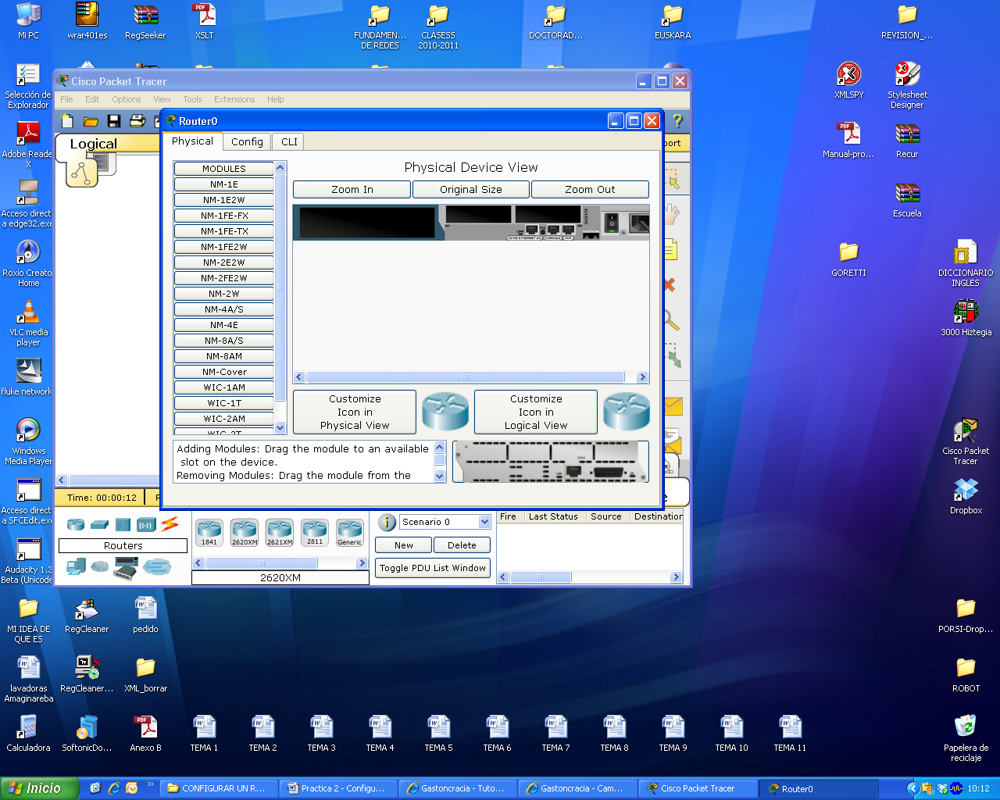 Mi PC
wrar401es
RegSeeker
XSLT
FUNDAMEN... DE REDES
CLASESS 2010-2011
DOCTORAD...
EUSKARA
REVISION_...
Selección de Explorador
Adobe Reade X
Acceso direct a edge32.exe
Roxio Creato Home
VLC media player
fluke network
Windows Media Player
Acceso direct a SFCEdit.exe
Audacity 1.3 Beta (Unicode
XMLSPY
Stylesheet Designer
Manual-pro...
Recur
Escuela
GORETTI
DICCIONARIO INGLES
3000 Hiztegia
Cisco Packet Tracer
Dropbox
Cisco Packet Tracer
File Edit Options View Tools Extensions Help
Logical
port
Router0
Physical Config CLI
MODULES
NM-1E
NM-1E2W
NM-1FE-FX
NM-1FE-TX
NM-1FE2W
NM-2E2W
NM-2FE2W
NM-2W
NM-4A/S
NM-4E
NM-8A/S
NM-8AM
NM-Cover
WIC-1AM
WIC-1T
WIC-2AM
WIC-2T
Physical Device View
Zoom In Original Size Zoom Out
2620XM
10/100 ETHERNET 0/0 CONSOLE AUX
Customize Icon in Physical View
Customize Icon in Logical View
Adding Modules: Drag the module to an available
slot on the device.
Removing Modules: Drag the module from the
Time: 00:00:12
Routers
1841 2620XM 2621XM 2811 Generic
2620XM
Scenario 0
New Delete
Toggle PDU List Window
Fire Last Status Source Destination
MI IDEA DE QUE ES
RegCleaner
pedido
PORSI-Drop...
lavadoras Amaginareba
RegCleaner...
XML_borrar
ROBOT
Calculadora
SoftonicDo...
Anexo B
TEMA 1
TEMA 2
TEMA 3
TEMA 4
TEMA 5
TEMA 6
TEMA 7
TEMA 8
TEMA 9
TEMA 10
TEMA 11
Papelera de reciclaje
Inicio
CONFIGURAR UN R...
Practica 2 - Configu...
Gastoncracia - Tuto...
Gastoncracia - Cam...
Cisco Packet Tracer
Router0
10:12